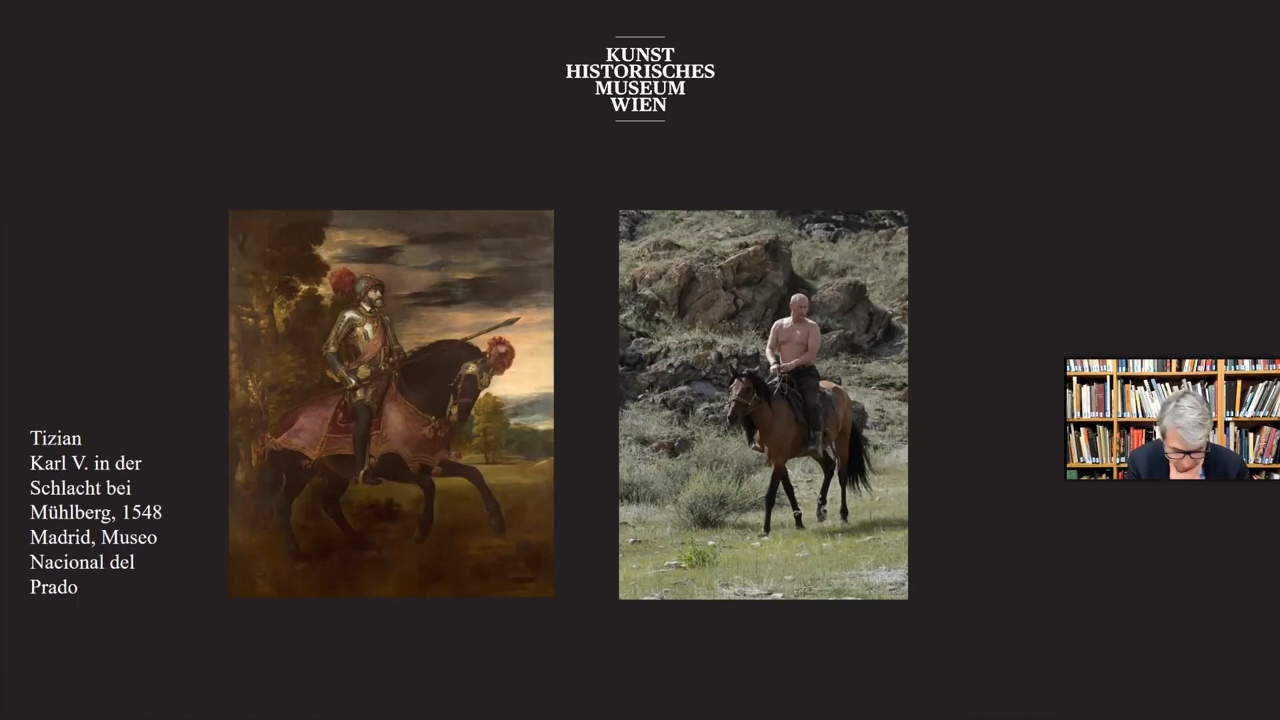 KUNST
HISTORISCHES
MUSEUM
WIEN
Tizian
Karl V. in der
Schlacht bei
Mühlberg, 1548
Madrid, Museo
Nacional del
Prado